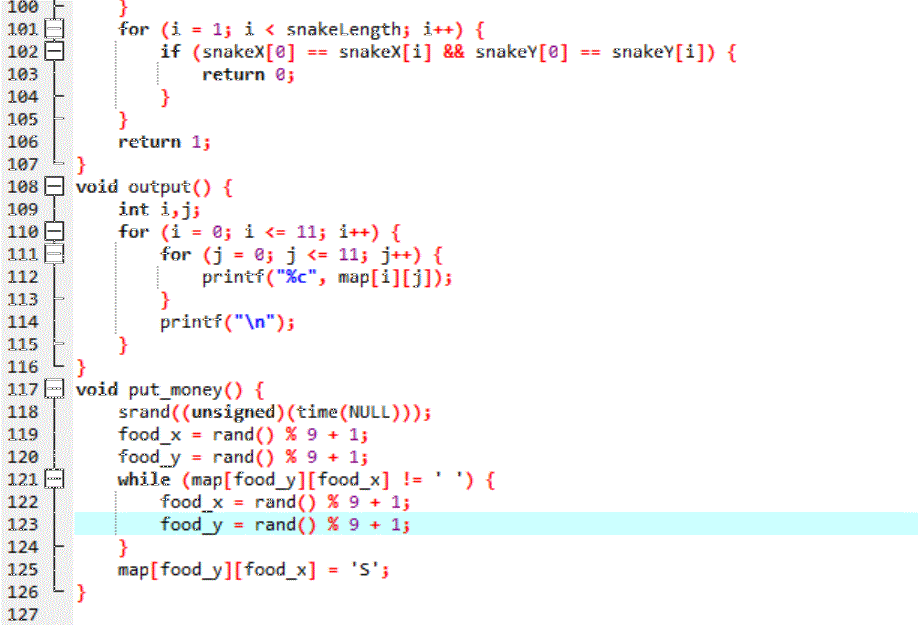 100 }
101 for (i = 1; i < snakeLength; i++) {
102 if (snakeX[0] == snakeX[i] && snakeY[0] == snakeY[i]) {
103 return 0;
104 }
105 }
106 return 1;
107 }
108 void output() {
109 int i,j;
110 for (i = 0; i <= 11; i++) {
111 for (j = 0; j <= 11; j++) {
112 printf("%c", map[i][j]);
113 }
114 printf("\n");
115 }
116 }
117 void put_money() {
118 srand((unsigned)(time(NULL)));
119 food_x = rand() % 9 + 1;
120 food_y = rand() % 9 + 1;
121 while (map[food_y][food_x] != ' ') {
122 food_x = rand() % 9 + 1;
123 food_y = rand() % 9 + 1;
124 }
125 map[food_y][food_x] = 'S';
126 }
127